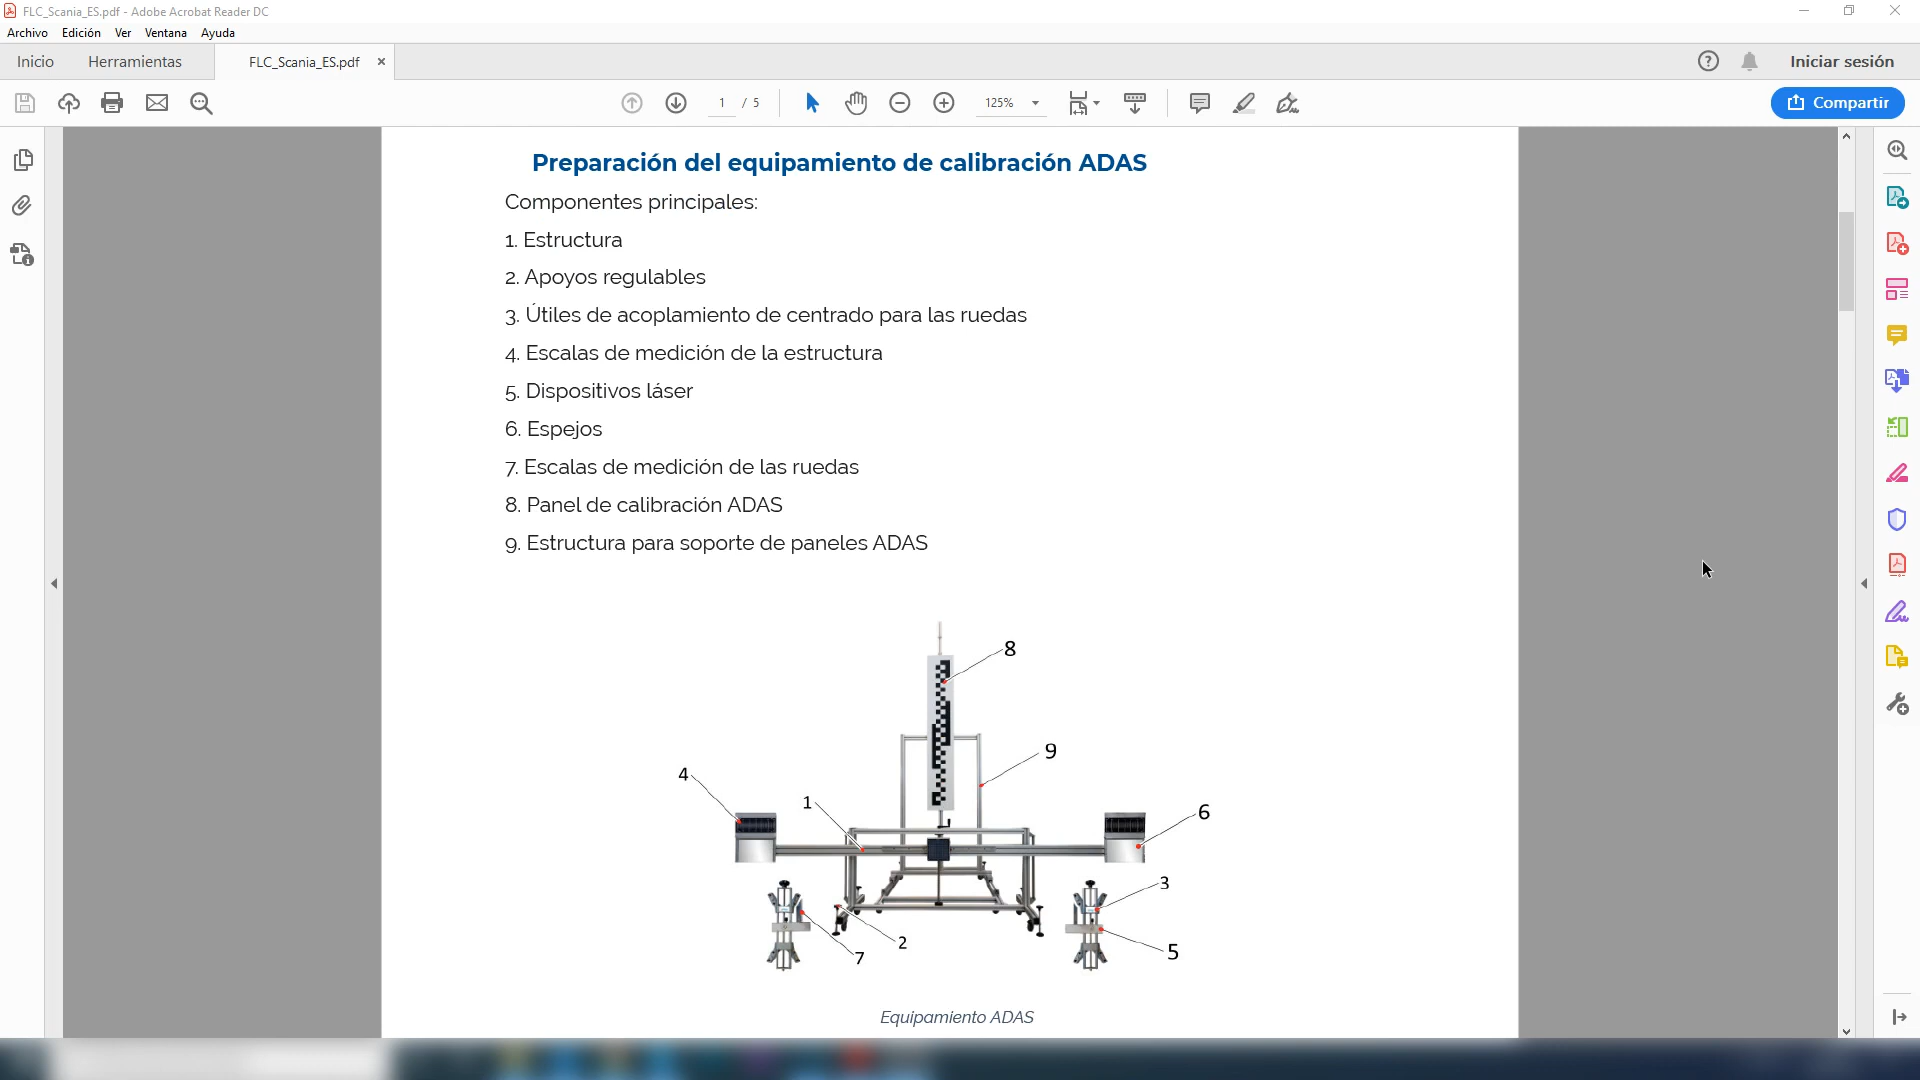 FLC_Scania_ES.pdf - Adobe Acrobat Reader DC
Archivo Edición Ver Ventana Ayuda
Inicio Herramientas FLC_Scania_ES.pdf × Iniciar sesión
1 / 5 125% Compartir
Preparación del equipamiento de calibración ADAS
Componentes principales:
1. Estructura
2. Apoyos regulables
3. Útiles de acoplamiento de centrado para las ruedas
4. Escalas de medición de la estructura
5. Dispositivos láser
6. Espejos
7. Escalas de medición de las ruedas
8. Panel de calibración ADAS
9. Estructura para soporte de paneles ADAS
8
9
4
1
6
3
2
5
7
Equipamiento ADAS